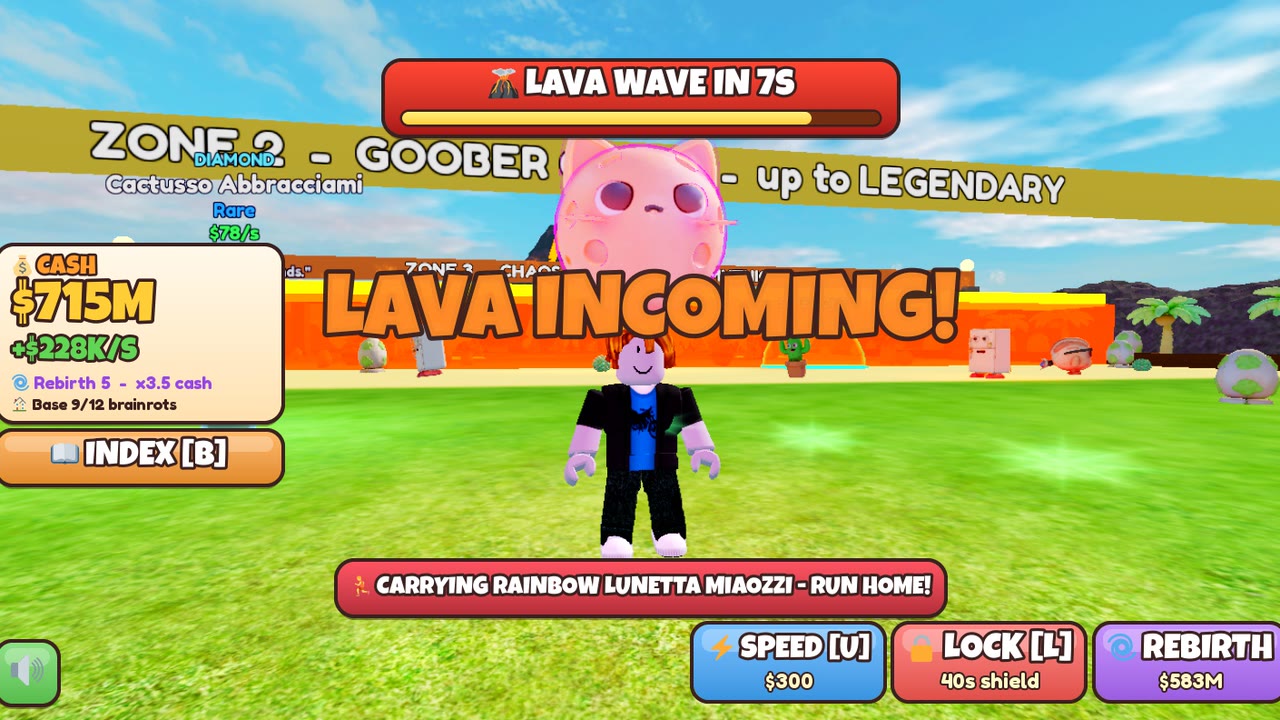 🌋 LAVA WAVE IN 7S
ZONE 2 - GOOBER - up to LEGENDARY
DIAMOND
Cactusso Abbracciami
Rare
$78/s
ZONE 3 CHAOS
LAVA INCOMING!
CASH
$715M
+$228K/S
Rebirth 5 - x3.5 cash
Base 9/12 brainrots
INDEX [B]
CARRYING RAINBOW LUNETTA MIAOZZI - RUN HOME!
SPEED [U]
$300
LOCK [L]
40s shield
REBIRTH
$583M